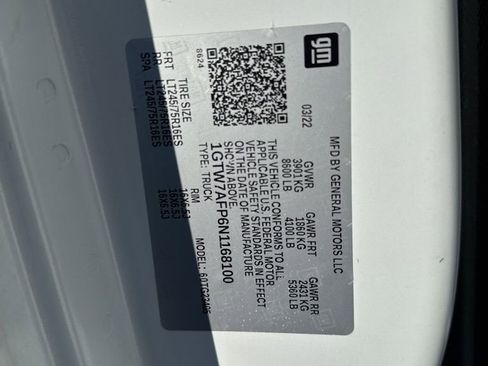 gm
MFD BY GENERAL MOTORS LLC
03/22
GVWR GAWR FRT GAWR RR
3901 KG 1860 KG 2431 KG
8600 LB 4100 LB 5360 LB
THIS VEHICLE CONFORMS TO ALL
APPLICABLE U.S. FEDERAL MOTOR
VEHICLE SAFETY STANDARDS IN EFFECT
ON THE DATE OF MANUFACTURE
SHOWN ABOVE.
1GTW7AFP6N1168100
TYPE: TRUCK
8624
TIRE SIZE RIM
FRT LT245/75R16ES 16X6.5J
RR LT245/75R16ES 16X6.5J
SPA LT245/75R16ES 16X6.5J
MODEL: